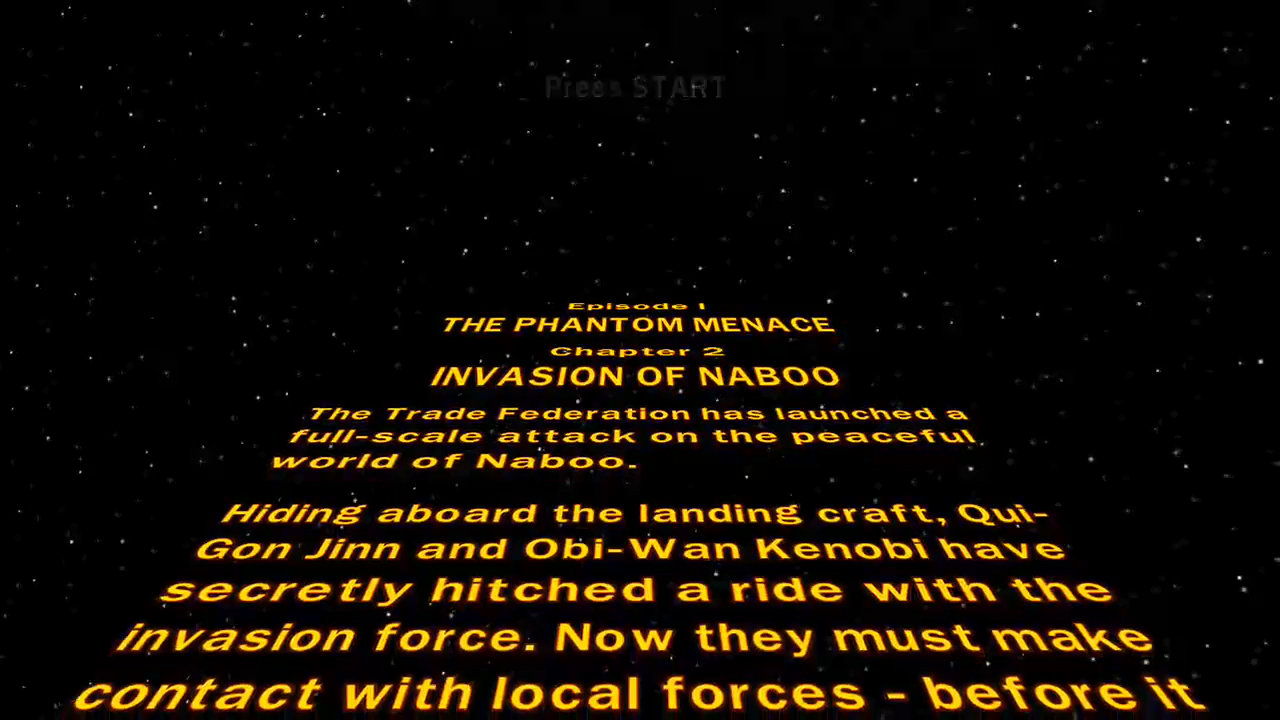 Press START
Episode I
THE PHANTOM MENACE
Chapter 2
INVASION OF NABOO
The Trade Federation has launched a
full-scale attack on the peaceful
world of Naboo.
Hiding aboard the landing craft, Qui-
Gon Jinn and Obi-Wan Kenobi have
secretly hitched a ride with the
invasion force. Now they must make
contact with local forces - before it